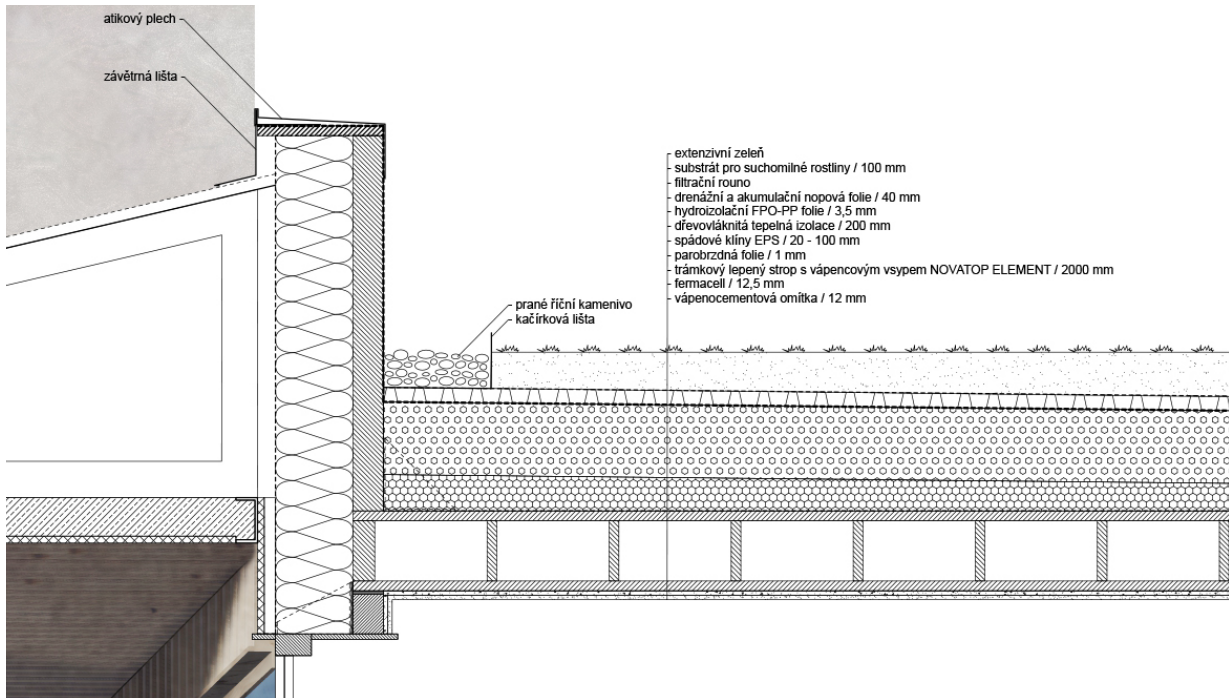 atikový plech
závětrná lišta
extenzivní zeleň
substrát pro suchomilné rostliny / 100 mm
filtrační rouno
drenážní a akumulační nopová folie / 40 mm
hydroizolační FPO-PP folie / 3,5 mm
dřevovláknitá tepelná izolace / 200 mm
spádové klíny EPS / 20 - 100 mm
parobrzdná folie / 1 mm
trámkový lepený strop s vápencovým vsypem NOVATOP ELEMENT / 2000 mm
fermacell / 12,5 mm
vápenocementová omítka / 12 mm
prané říční kamenivo
kačírková lišta